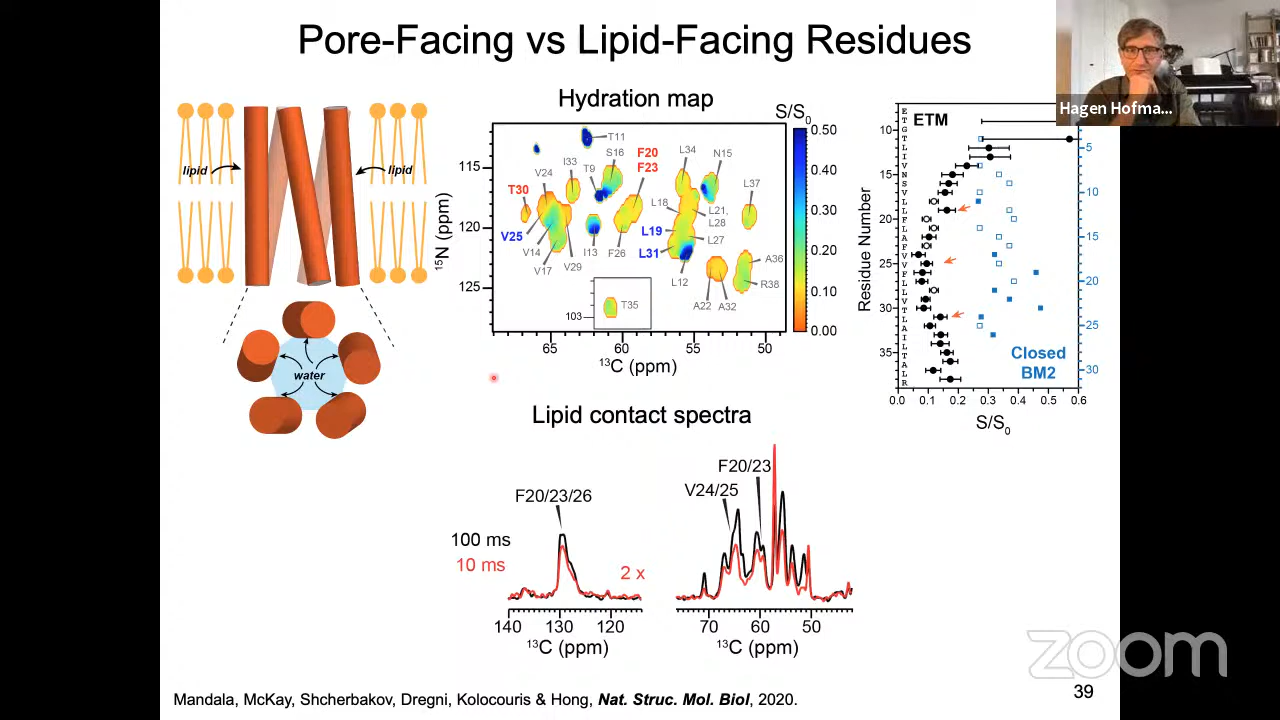 Pore-Facing vs Lipid-Facing Residues
Hagen Hofma...
lipid
lipid
water
Hydration map
S/S0
0.50
0.40
0.30
0.20
0.10
0.00
15N (ppm)
115
120
125
65
60
55
50
13C (ppm)
T11
S16
F20
F23
L34
N15
I33
T9
V24
T30
L37
L18
L21,
L28
V25
L19
L27
V14
I13
F26
L31
V17
V29
L12
A36
R38
A22
A32
T35
103
ETM
Residue Number
10
15
20
25
30
35
E
T
G
T
L
I
V
N
S
V
L
L
F
L
A
F
V
V
F
L
L
V
T
L
A
I
L
T
A
L
R
5
10
15
20
25
30
Closed
BM2
0.0 0.1 0.2 0.3 0.4 0.5 0.6
S/S0
Lipid contact spectra
F20/23/26
100 ms
10 ms
2 x
140 130 120
13C (ppm)
F20/23
V24/25
70 60 50
13C (ppm)
zoom
Mandala, McKay, Shcherbakov, Dregni, Kolocouris & Hong, Nat. Struc. Mol. Biol, 2020.
39